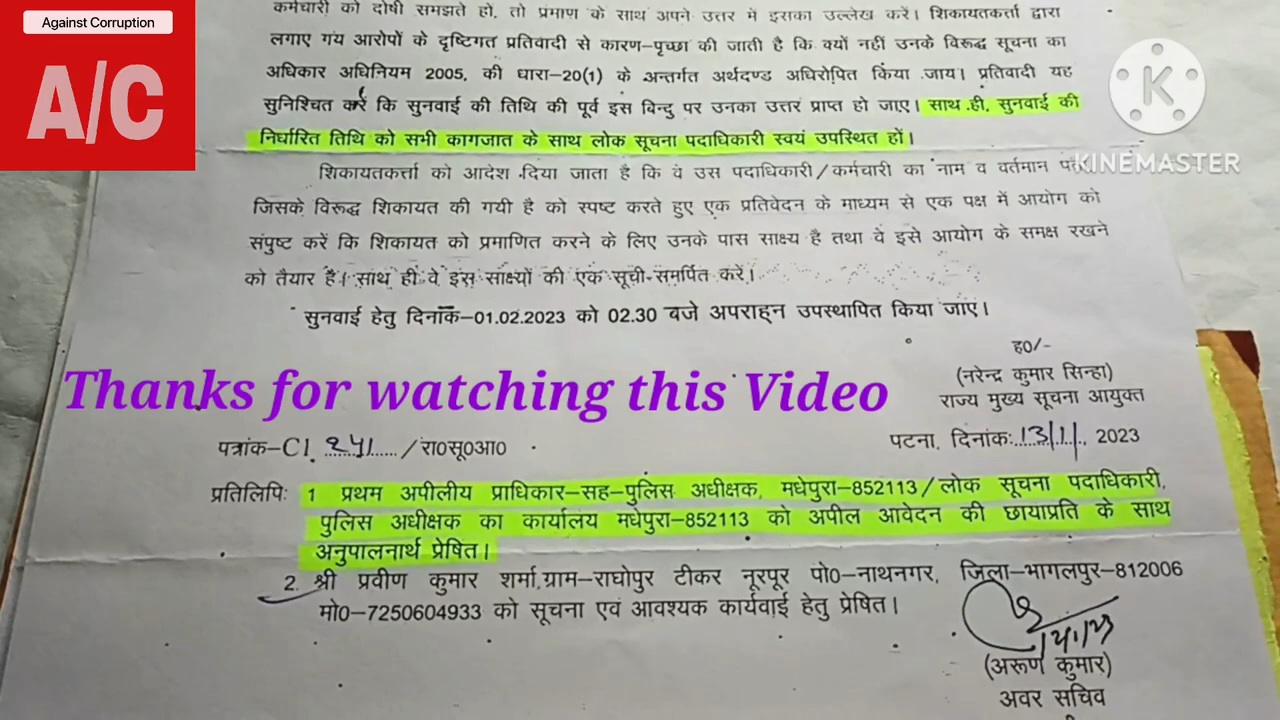 Against Corruption
A/C
कर्मचारी को दोषी समझते हो, तो प्रमाण के साथ अपने उत्तर में इसका उल्लेख करें। शिकायतकर्ता द्वारा
लगाए गय आरोपों के दृष्टिगत प्रतिवादी से कारण-पृच्छा की जाती है कि क्यों नहीं उनके विरूद्ध सूचना का
अधिकार अधिनियम 2005, की धारा-20(1) के अन्तर्गत अर्थदण्ड अधिरोपित किया जाय। प्रतिवादी यह
सुनिश्चित करें कि सुनवाई की तिथि की पूर्व इस विन्दु पर उनका उत्तर प्राप्त हो जाए। साथ ही, सुनवाई की
निर्धारित तिथि को सभी कागजात के साथ लोक सूचना पदाधिकारी स्वयं उपस्थित हों।
KINEMASTER
शिकायतकर्त्ता को आदेश दिया जाता है कि वे उस पदाधिकारी/कर्मचारी का नाम व वर्तमान
जिसके विरूद्ध शिकायत की गयी है को स्पष्ट करते हुए एक प्रतिवेदन के माध्यम से एक पक्ष में आयोग को
संपुष्ट करें कि शिकायत को प्रमाणित करने के लिए उनके पास साक्ष्य है तथा वे इसे आयोग के समक्ष रखने
को तैयार है। साथ ही वे इस साक्ष्यों की एक सूची-समर्पित करें।
सुनवाई हेतु दिनांक-01.02.2023 को 02.30 बजे अपराह्न उपस्थापित किया जाए।
ह0/-
(नरेन्द्र कुमार सिन्हा)
राज्य मुख्य सूचना आयुक्त
Thanks for watching this Video
पत्रांक-C1. २५१ /रा०सू०आ०
पटना, दिनांकः 13/1/, 2023
प्रतिलिपिः 1 प्रथम अपीलीय प्राधिकार-सह-पुलिस अधीक्षक, मधेपुरा-852113/लोक सूचना पदाधिकारी,
पुलिस अधीक्षक का कार्यालय मधेपुरा-852113 को अपील आवेदन की छायाप्रति के साथ
अनुपालनार्थ प्रेषित।
2. श्री प्रवीण कुमार शर्मा,ग्राम-राघोपुर टीकर नूरपूर पो0-नाथनगर, जिला-भागलपुर-812006
मो0-7250604933 को सूचना एवं आवश्यक कार्यवाई हेतु प्रेषित।
(अरूण कुमार)
अवर सचिव